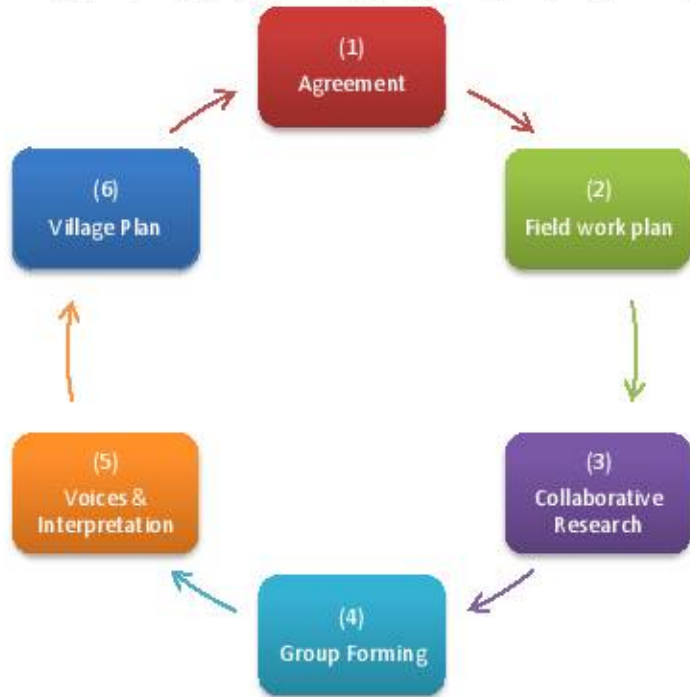 (1)
Agreement
(2)
Field work plan
(3)
Collaborative
Research
(4)
Group Forming
(5)
Voices &
Interpretation
(6)
Village Plan